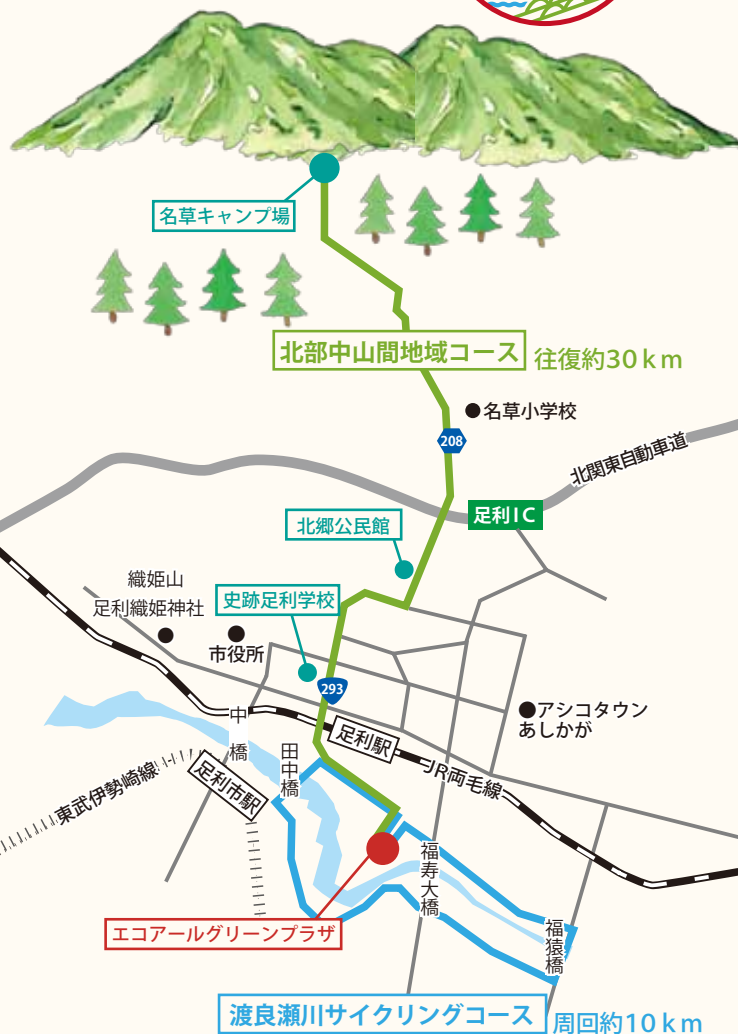 名草キャンプ場
北部中山間地域コース 往復約30km
名草小学校
208
北関東自動車道
足利IC
北郷公民館
織姫山
足利織姫神社
史跡足利学校
市役所
293
アシコタウン
あしかが
中橋
足利駅
田中橋
JR両毛線
足利市駅
東武伊勢崎線
福寿大橋
エコアールグリーンプラザ
福猿橋
渡良瀬川サイクリングコース 周回約10km